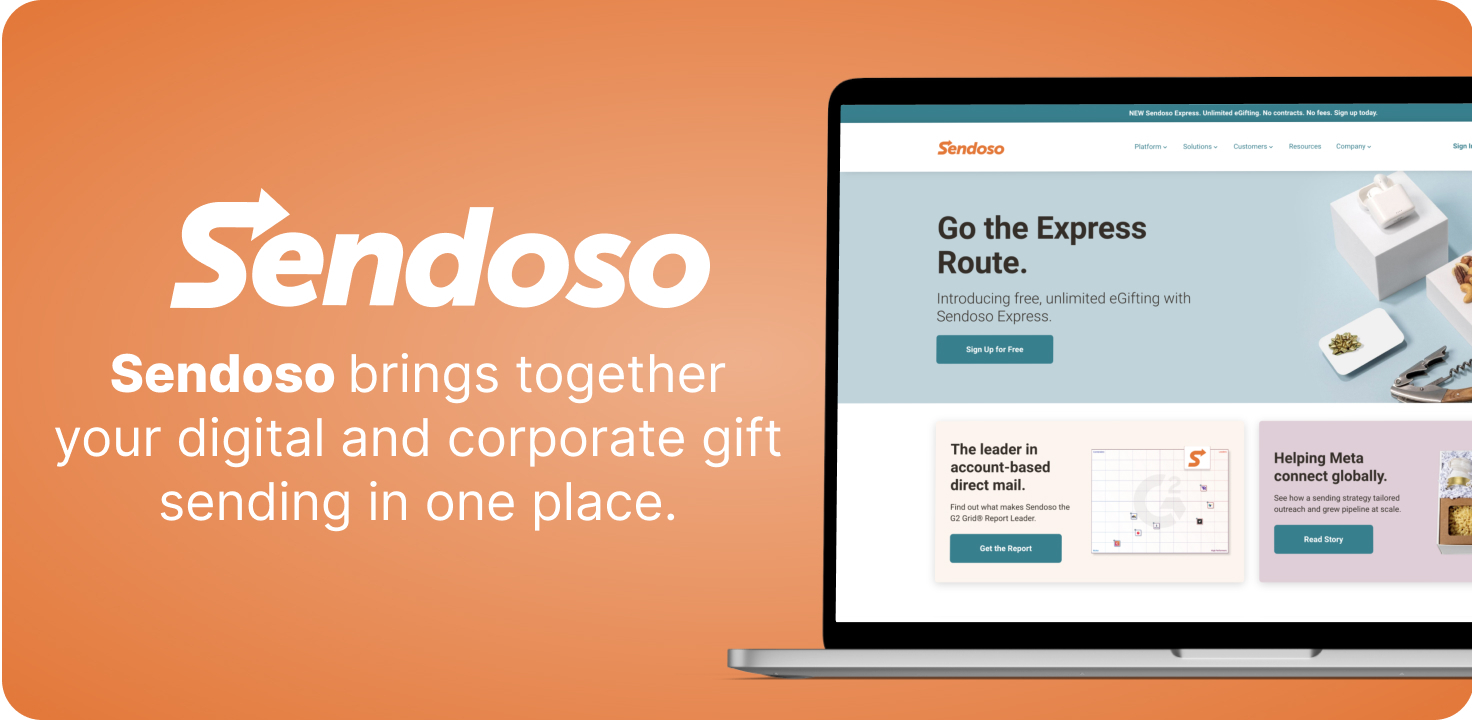 Sendoso
Sendoso brings together
your digital and corporate gift
sending in one place.
NEW Sendoso Express. Unlimited eGifting. No contracts. No fees. Sign up today.
Sendoso
Platform
Solutions
Customers
Resources
Company
Sign In
Go the Express
Route.
Introducing free, unlimited eGifting with
Sendoso Express.
Sign Up for Free
The leader in
account-based
direct mail.
Find out what makes Sendoso the
G2 Grid® Report Leader.
Get the Report
S
G2
Helping Meta
connect globally.
See how a sending strategy tailored
outreach and grew pipeline at scale.
Read Story